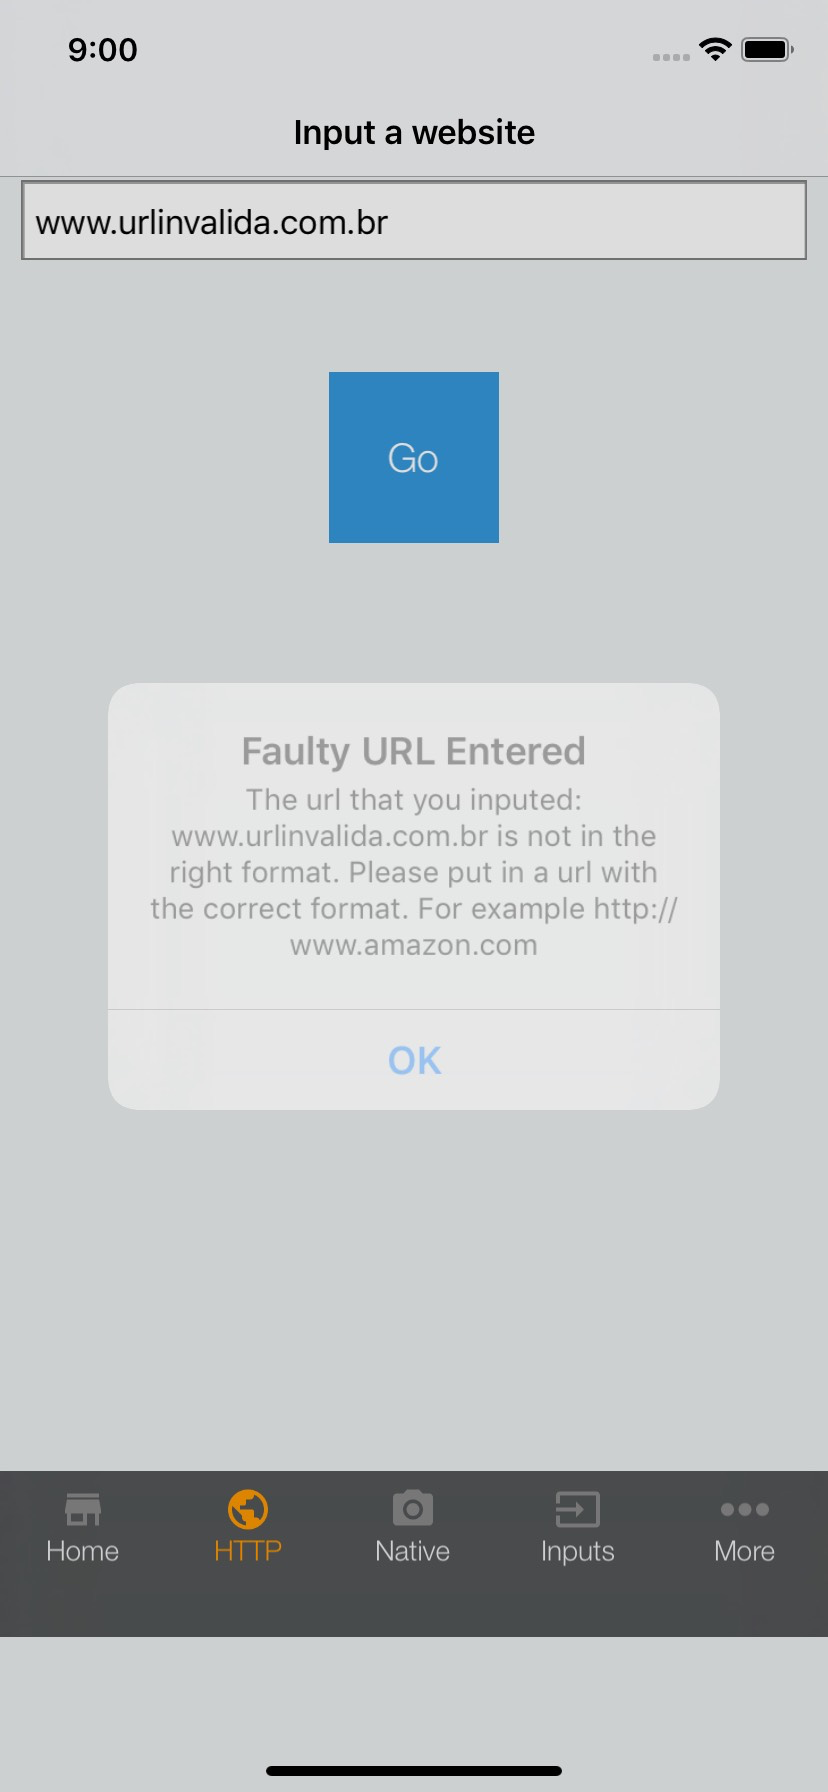 9:00
Input a website
www.urlinvalida.com.br
Go
Faulty URL Entered
The url that you inputed:
www.urlinvalida.com.br is not in the
right format. Please put in a url with
the correct format. For example http://
www.amazon.com
OK
Home HTTP Native Inputs More